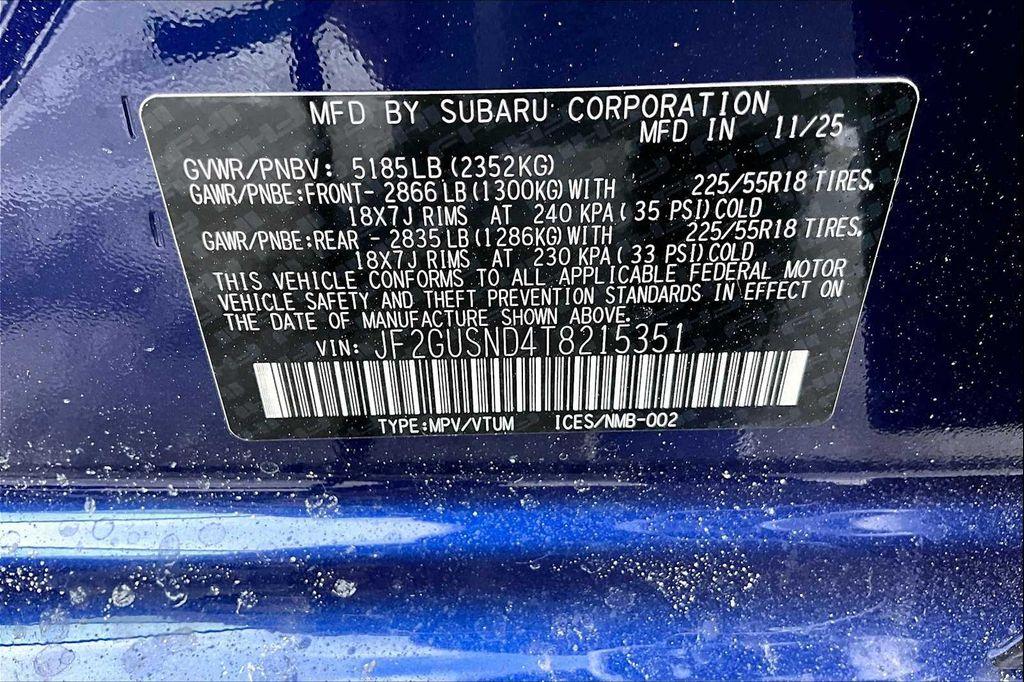 MFD BY SUBARU CORPORATION
MFD IN 11/25
GVWR/PNBV: 5185LB(2352KG)
GAWR/PNBE:FRONT- 2866 LB(1300KG)WITH 225/55R18 TIRES,
18X7J RIMS AT 240 KPA( 35 PSI)COLD
GAWR/PNBE:REAR - 2835 LB(1286KG)WITH 225/55R18 TIRES,
18X7J RIMS AT 230 KPA( 33 PSI)COLD
THIS VEHICLE CONFORMS TO ALL APPLICABLE FEDERAL MOTOR
VEHICLE SAFETY AND THEFT PREVENTION STANDARDS IN EFFECT ON
THE DATE OF MANUFACTURE SHOWN ABOVE.
VIN: JF2GUSND4T8215351
TYPE:MPV/VTUM ICES/NMB-002